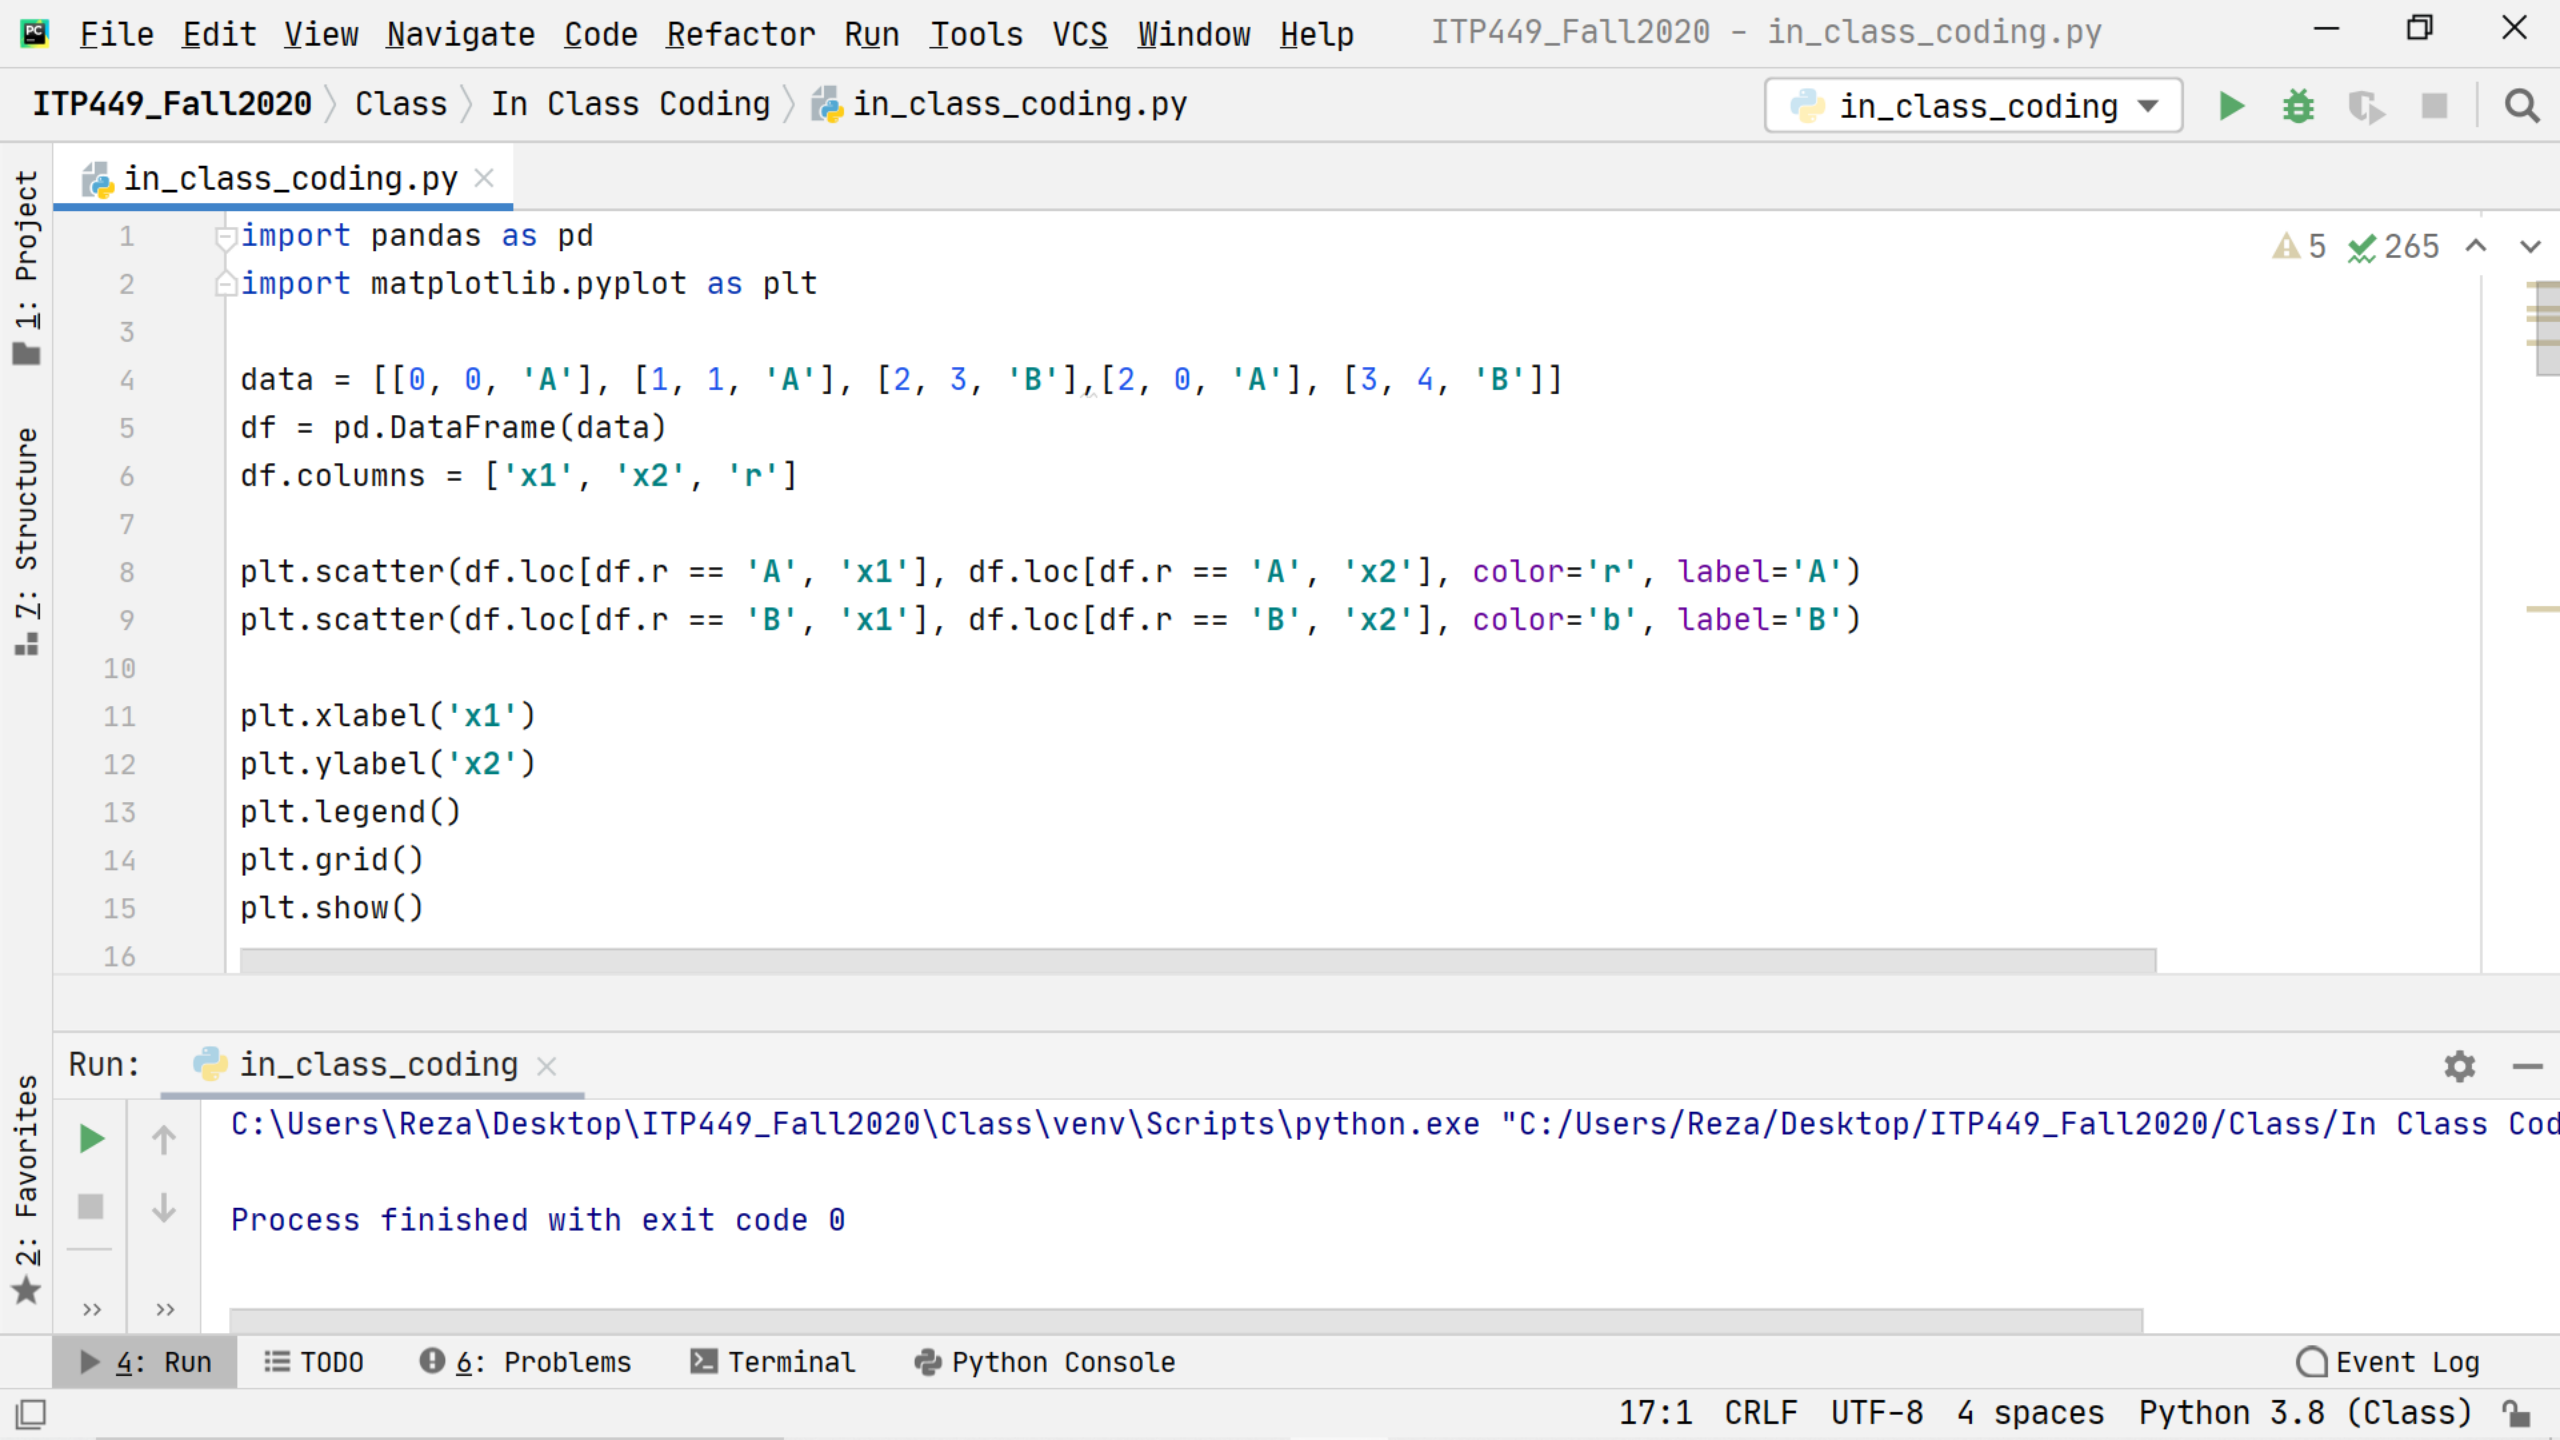 PC File Edit View Navigate Code Refactor Run Tools VCS Window Help ITP449_Fall2020 - in_class_coding.py
ITP449_Fall2020 Class In Class Coding in_class_coding.py in_class_coding
in_class_coding.py
1: Project
7: Structure
2: Favorites
5 265
1 import pandas as pd
2 import matplotlib.pyplot as plt
3
4 data = [[0, 0, 'A'], [1, 1, 'A'], [2, 3, 'B'],[2, 0, 'A'], [3, 4, 'B']]
5 df = pd.DataFrame(data)
6 df.columns = ['x1', 'x2', 'r']
7
8 plt.scatter(df.loc[df.r == 'A', 'x1'], df.loc[df.r == 'A', 'x2'], color='r', label='A')
9 plt.scatter(df.loc[df.r == 'B', 'x1'], df.loc[df.r == 'B', 'x2'], color='b', label='B')
10
11 plt.xlabel('x1')
12 plt.ylabel('x2')
13 plt.legend()
14 plt.grid()
15 plt.show()
16
Run: in_class_coding
C:\Users\Reza\Desktop\ITP449_Fall2020\Class\venv\Scripts\python.exe "C:/Users/Reza/Desktop/ITP449_Fall2020/Class/In Class Cod
Process finished with exit code 0
4: Run TODO 6: Problems Terminal Python Console Event Log
17:1 CRLF UTF-8 4 spaces Python 3.8 (Class)